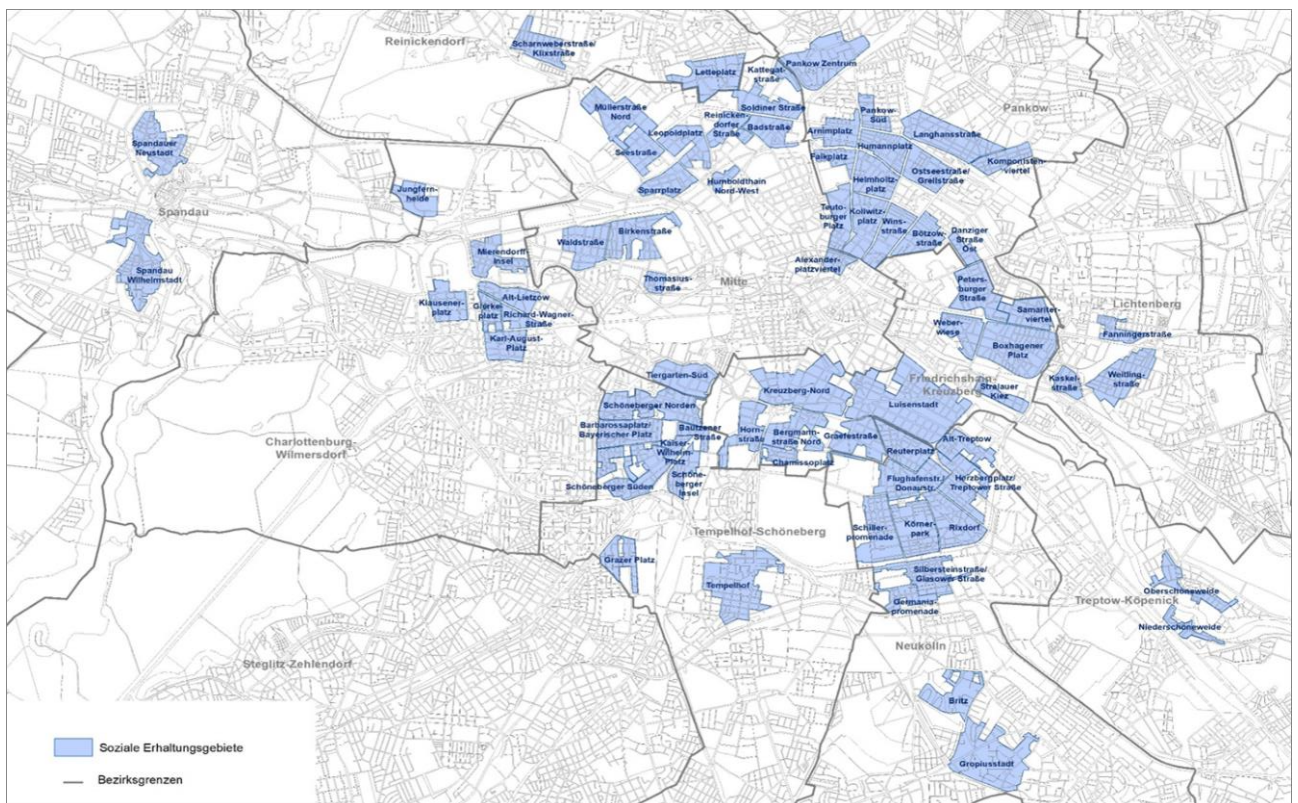 Reinickendorf
Scharnweberstraße/
Klixstraße
Letteplatz
Kattegat-
straße
Pankow Zentrum
Pankow
Müllerstraße
Nord
Soldiner Straße
Reinicken-
dorfer
Straße
Badstraße
Leopoldplatz
Seestraße
Sparrplatz
Humboldthain
Nord-West
Pankow-
Süd
Arnimplatz
Langhansstraße
Humannplatz
Falkplatz
Komponisten-
viertel
Ostseestraße/
Grellstraße
Helmholtz-
platz
Teuto-
burger
Platz
Kollwitz-
platz
Wins-
straße
Bötzow-
straße
Danziger
Straße
Ost
Alexander-
platzviertel
Spandauer
Neustadt
Spandau
Spandau
Wilhelmstadt
Jungfern-
heide
Mierendorff-
insel
Waldstraße
Birkenstraße
Thomasius-
straße
Mitte
Klausener-
platz
Gierke-
platz
Alt-Lietzow
Richard-Wagner-
Straße
Karl-August-
Platz
Peters-
burger
Straße
Samariter-
viertel
Weber-
wiese
Boxhagener
Platz
Lichtenberg
Fanningerstraße
Kaskel-
straße
Weitling-
straße
Stralauer
Kiez
Friedrichshain-
Kreuzberg
Tiergarten-Süd
Kreuzberg-Nord
Luisenstadt
Schöneberger Norden
Barbarossaplatz/
Bayerischer Platz
Bautzener
Straße
Kaiser-
Wilhelm-
Platz
Horn-
straße
Bergmann-
straße Nord
Graefestraße
Chamissoplatz
Schöneberger Süden
Schöne-
berger
Insel
Charlottenburg-
Wilmersdorf
Reuterplatz
Alt-Treptow
Flughafenstr./
Donaustr.
Herzbergplatz/
Treptower Straße
Schiller-
promenade
Körner-
park
Rixdorf
Tempelhof-Schöneberg
Grazer Platz
Tempelhof
Silbersteinstraße/
Glasower Straße
Germania-
promenade
Oberschöneweide
Treptow-Köpenick
Niederschöneweide
Neukölln
Steglitz-Zehlendorf
Britz
Gropiusstadt
Soziale Erhaltungsgebiete
Bezirksgrenzen